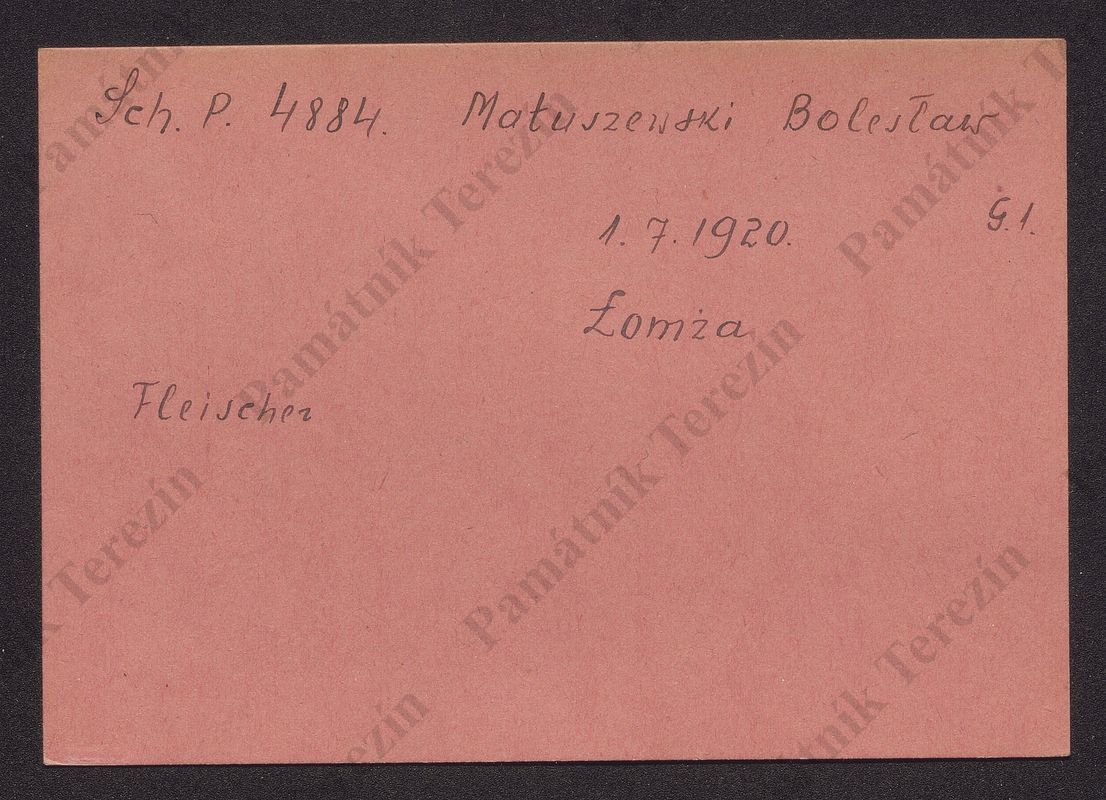 Sch. P. 4884. Matuszewski Bolesław
1. 7. 1920. G.1.
Łomża
Fleischer
Památník Terezín